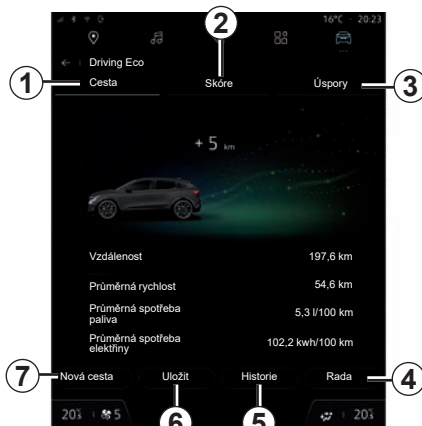 16°C · 20:23
2
← Driving Eco
1
Cesta
Skóre
Úspory
3
+ 5 km
Vzdálenost 197,6 km
Průměrná rychlost 54,6 km
Průměrná spotřeba
paliva
5,3 l/100 km
Průměrná spotřeba
elektřiny
102,2 kwh/100 km
7
Nová cesta
Uložit
Historie
Rada
4
20⁵
5
6
5
20⁵